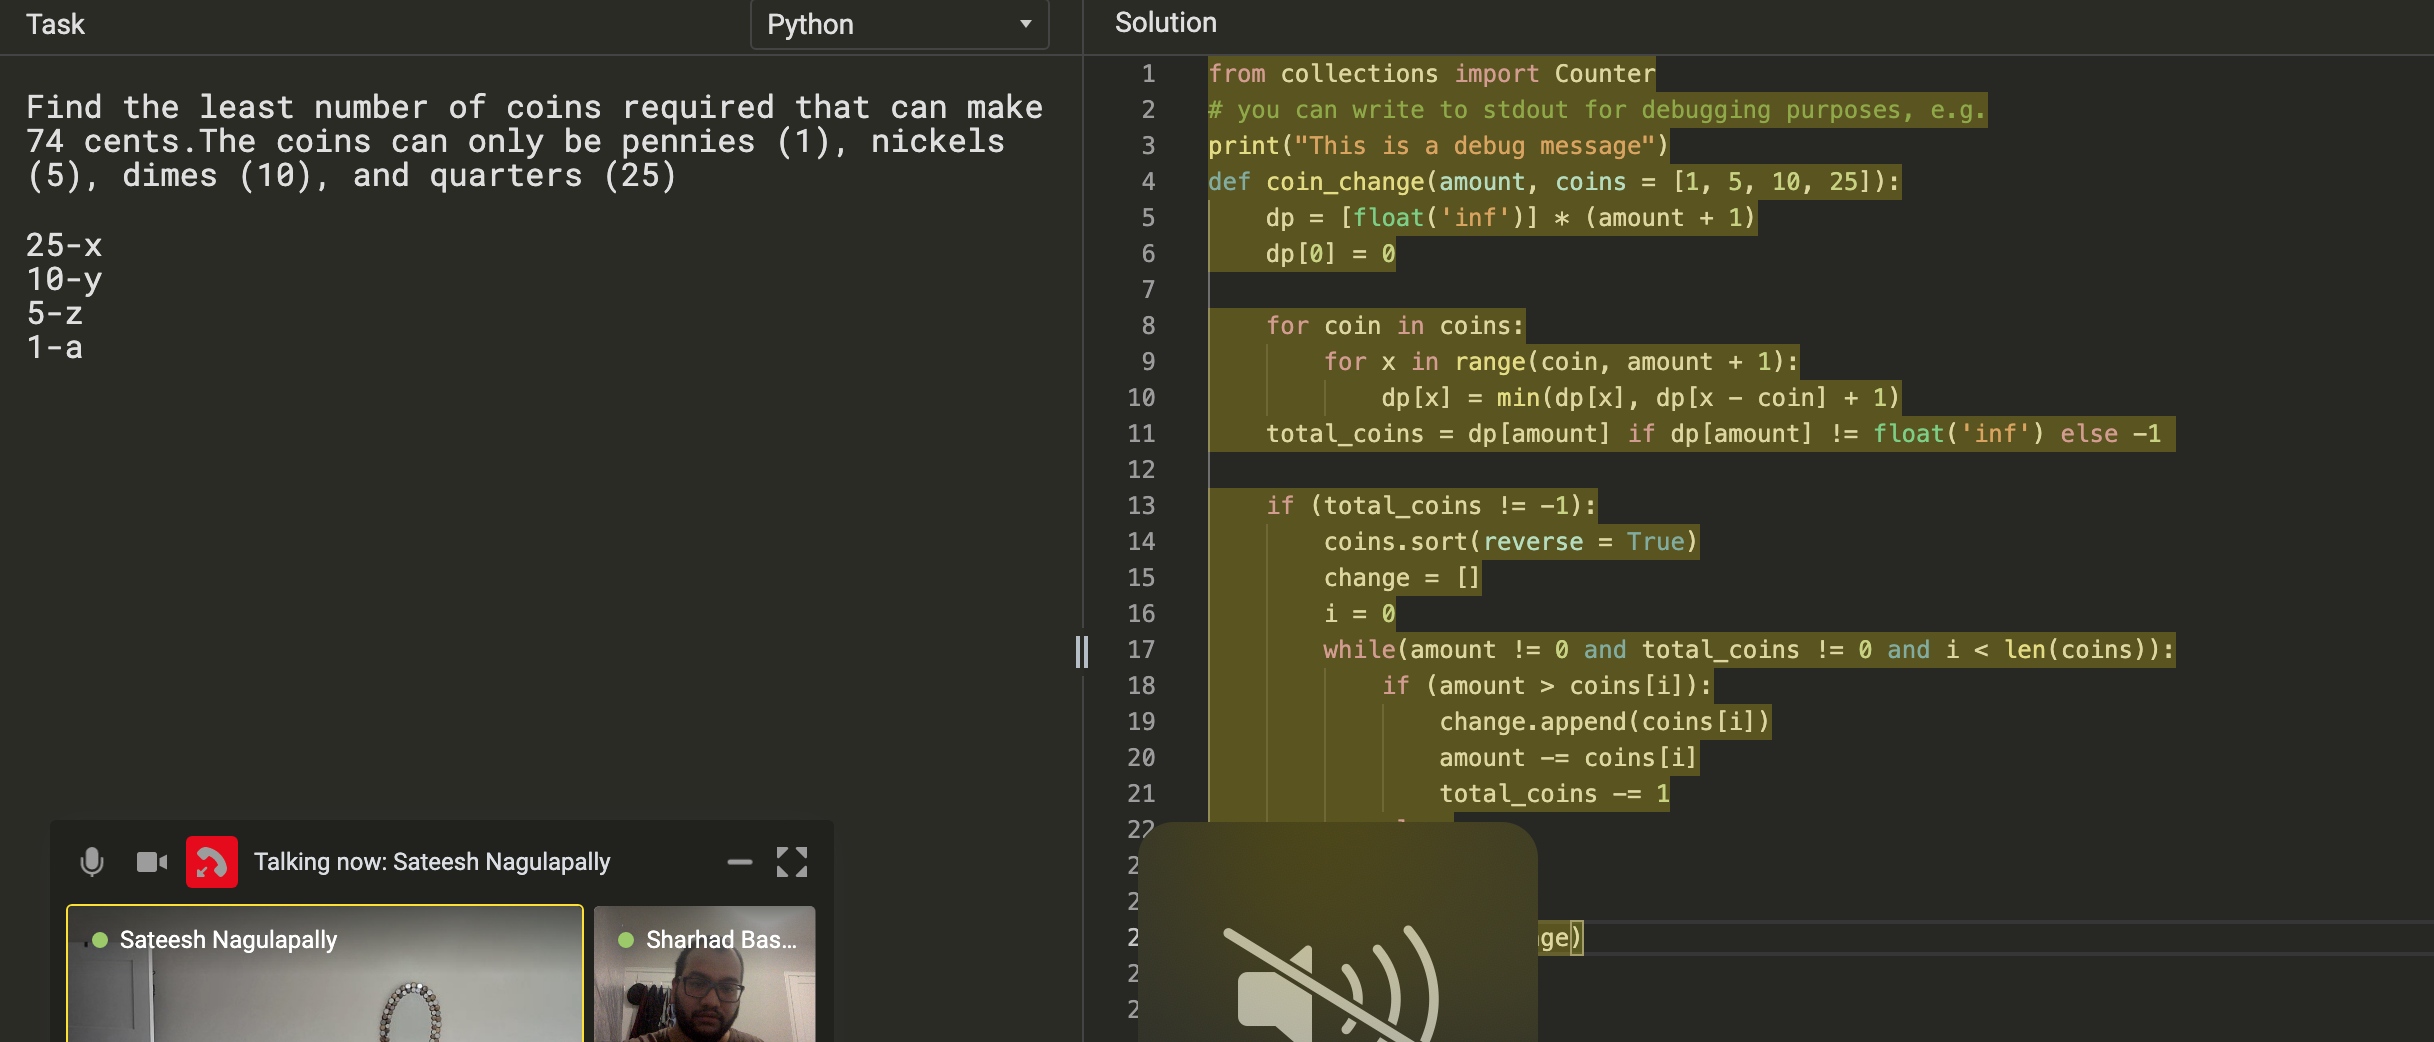 Task
Python
Solution
Find the least number of coins required that can make
74 cents.The coins can only be pennies (1), nickels
(5), dimes (10), and quarters (25)
25-x
10-y
5-z
1-a
1 from collections import Counter
2 # you can write to stdout for debugging purposes, e.g.
3 print("This is a debug message")
4 def coin_change(amount, coins = [1, 5, 10, 25]):
5 dp = [float('inf')] * (amount + 1)
6 dp[0] = 0
7
8 for coin in coins:
9 for x in range(coin, amount + 1):
10 dp[x] = min(dp[x], dp[x - coin] + 1)
11 total_coins = dp[amount] if dp[amount] != float('inf') else -1
12
13 if (total_coins != -1):
14 coins.sort(reverse = True)
15 change = []
16 i = 0
17 while(amount != 0 and total_coins != 0 and i < len(coins)):
18 if (amount > coins[i]):
19 change.append(coins[i])
20 amount -= coins[i]
21 total_coins -= 1
22
2
2
2 ge)
2
2
Talking now: Sateesh Nagulapally
Sateesh Nagulapally
Sharhad Bas...